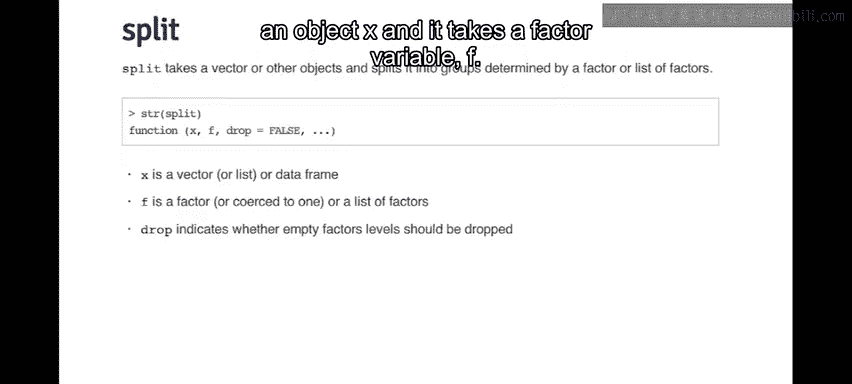 split
an object x and it takes a factor
variable, f.
split takes a vector or other objects and splits it into groups determined by a factor or list of factors.
> str(split)
function (x, f, drop = FALSE, ...)
· x is a vector (or list) or data frame
· f is a factor (or coerced to one) or a list of factors
· drop indicates whether empty factors levels should be dropped